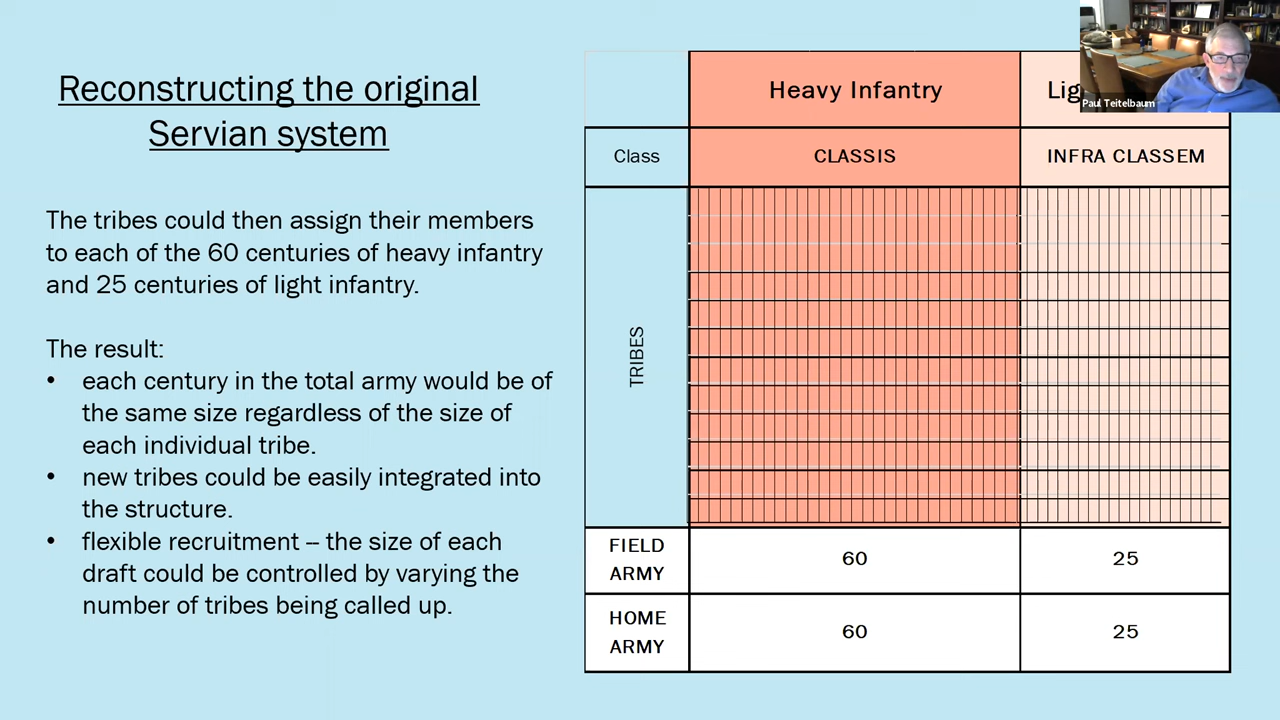 Reconstructing the original
Servian system
The tribes could then assign their members
to each of the 60 centuries of heavy infantry
and 25 centuries of light infantry.
The result:
• each century in the total army would be of
the same size regardless of the size of
each individual tribe.
• new tribes could be easily integrated into
the structure.
• flexible recruitment -- the size of each
draft could be controlled by varying the
number of tribes being called up.
Heavy Infantry
Paul Teitelbaum
Class CLASSIS INFRA CLASSEM
TRIBES
FIELD
ARMY
60 25
HOME
ARMY
60 25